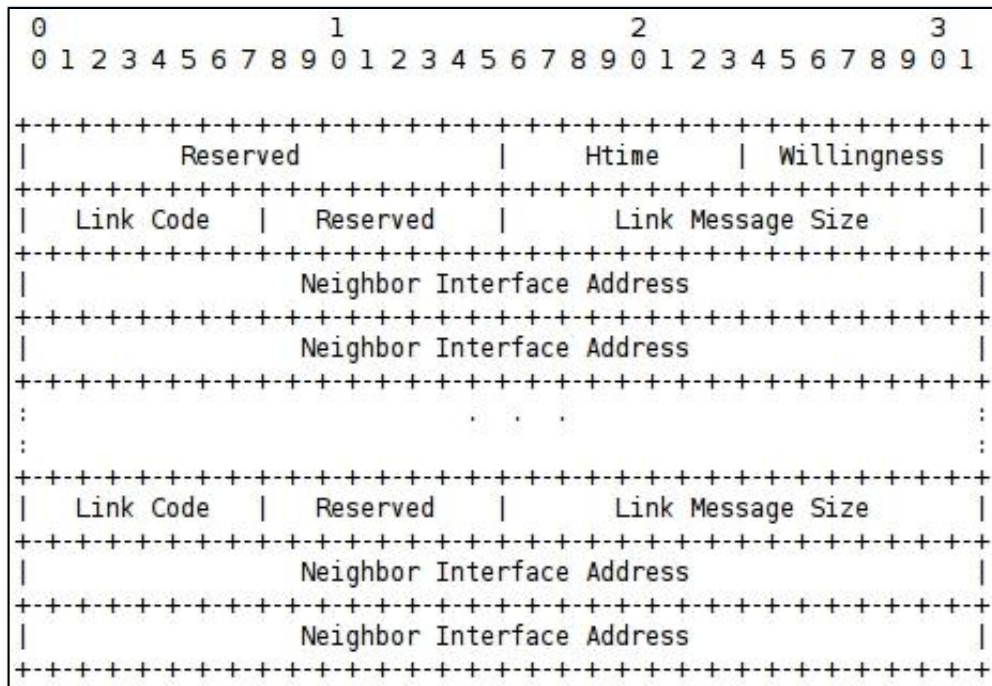 0 1 2 3
0 1 2 3 4 5 6 7 8 9 0 1 2 3 4 5 6 7 8 9 0 1 2 3 4 5 6 7 8 9 0 1
+-+-+-+-+-+-+-+-+-+-+-+-+-+-+-+-+-+-+-+-+-+-+-+-+-+-+-+-+-+-+-+-+
| Reserved | Htime | Willingness |
+-+-+-+-+-+-+-+-+-+-+-+-+-+-+-+-+-+-+-+-+-+-+-+-+-+-+-+-+-+-+-+-+
| Link Code | Reserved | Link Message Size |
+-+-+-+-+-+-+-+-+-+-+-+-+-+-+-+-+-+-+-+-+-+-+-+-+-+-+-+-+-+-+-+-+
| Neighbor Interface Address |
+-+-+-+-+-+-+-+-+-+-+-+-+-+-+-+-+-+-+-+-+-+-+-+-+-+-+-+-+-+-+-+-+
| Neighbor Interface Address |
+-+-+-+-+-+-+-+-+-+-+-+-+-+-+-+-+-+-+-+-+-+-+-+-+-+-+-+-+-+-+-+-+
: . . . :
: :
+-+-+-+-+-+-+-+-+-+-+-+-+-+-+-+-+-+-+-+-+-+-+-+-+-+-+-+-+-+-+-+-+
| Link Code | Reserved | Link Message Size |
+-+-+-+-+-+-+-+-+-+-+-+-+-+-+-+-+-+-+-+-+-+-+-+-+-+-+-+-+-+-+-+-+
| Neighbor Interface Address |
+-+-+-+-+-+-+-+-+-+-+-+-+-+-+-+-+-+-+-+-+-+-+-+-+-+-+-+-+-+-+-+-+
| Neighbor Interface Address |
+-+-+-+-+-+-+-+-+-+-+-+-+-+-+-+-+-+-+-+-+-+-+-+-+-+-+-+-+-+-+-+-+